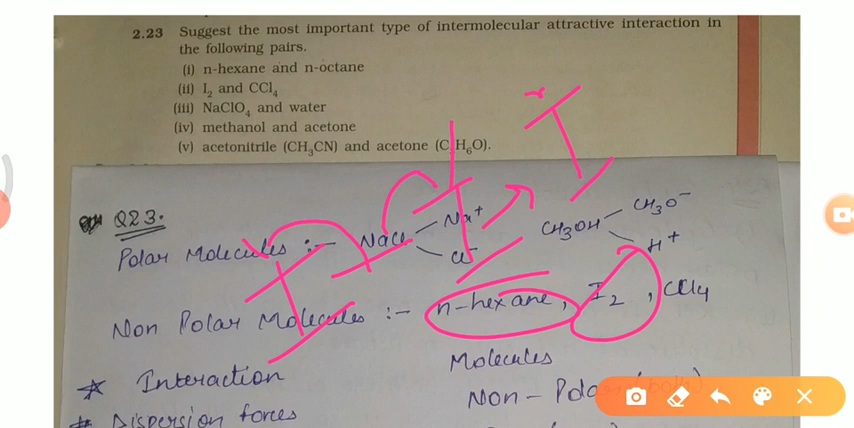 2.23 Suggest the most important type of intermolecular attractive interaction in
the following pairs.
(i) n-hexane and n-octane
(ii) I₂ and CCl₄
(iii) NaClO₄ and water
(iv) methanol and acetone
(v) acetonitrile (CH₃CN) and acetone (C₃H₆O).
Q23.
Polar Molecules :- NaCl Na⁺ Cl⁻ CH₃OH CH₃O⁻ H⁺
Non Polar Molecules :- n-hexane, I₂, CCl₄
Molecules
* Interaction
Non-Polar
* Dispersion forces